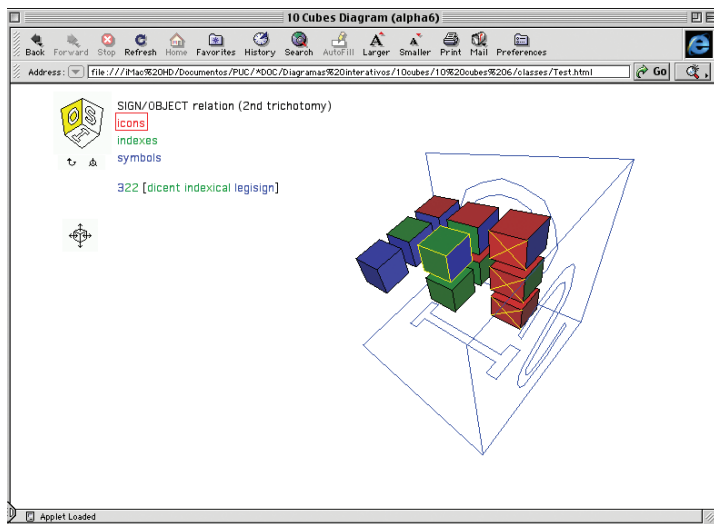 10 Cubes Diagram (alpha6)
Back Forward Stop Refresh Home Favorites History Search AutoFill Larger Smaller Print Mail Preferences
Address: file:///iMac%20HD/Documentos/PUC/*DOC/Diagramas%20interativos/10cubes/10%20cubes%206/classes/Test.html Go
O S I
SIGN/OBJECT relation (2nd trichotomy)
icons
indexes
symbols
322 [dicent indexical legisign]
I O
Applet Loaded